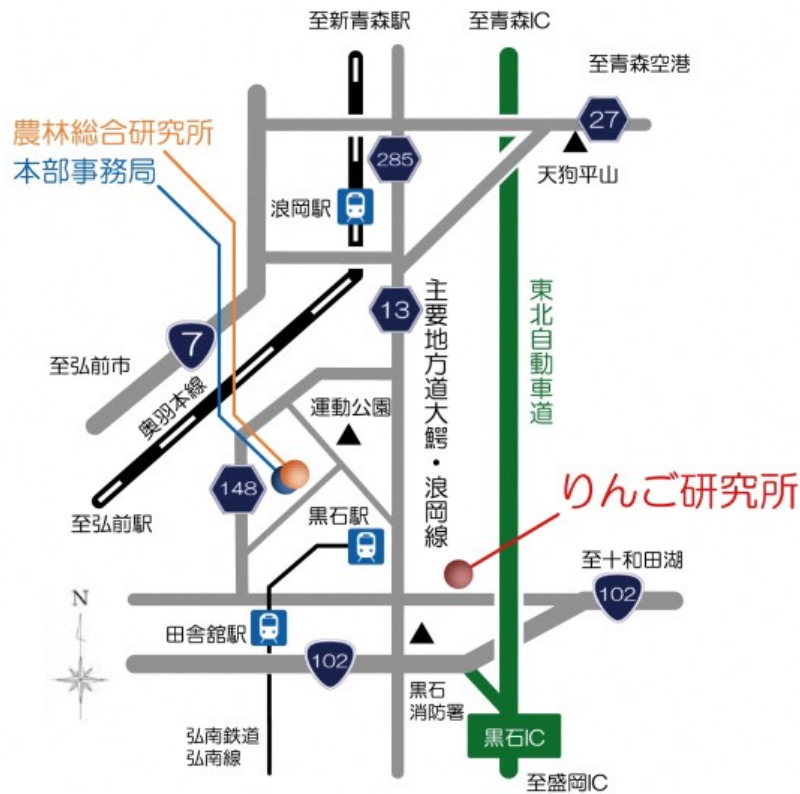 至新青森駅
至青森IC
至青森空港
27
農林総合研究所
本部事務局
285
天狗平山
浪岡駅
13
主要地方道大鰐・浪岡線
東北自動車道
7
至弘前市
奥羽本線
運動公園
148
りんご研究所
至弘前駅
黒石駅
至十和田湖
102
N
田舎館駅
102
黒石
消防署
弘南鉄道
弘南線
黒石IC
至盛岡IC